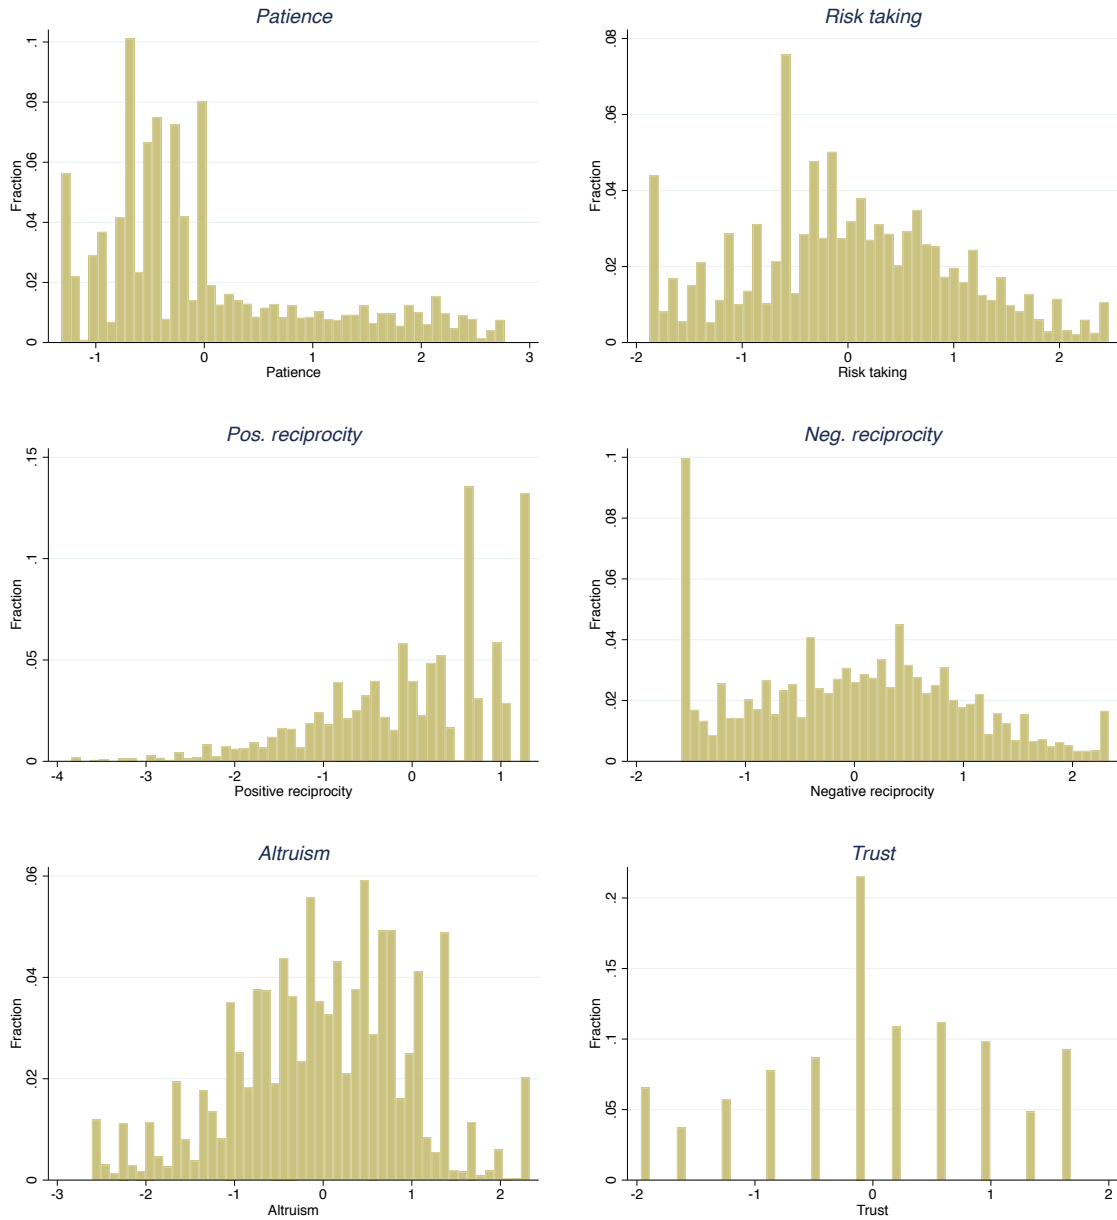 Patience
Fraction
0 .02 .04 .06 .08 .1
-1 0 1 2 3
Patience
Risk taking
Fraction
0 .02 .04 .06 .08
-2 -1 0 1 2
Risk taking
Pos. reciprocity
Fraction
0 .05 .1 .15
-4 -3 -2 -1 0 1
Positive reciprocity
Neg. reciprocity
Fraction
0 .02 .04 .06 .08 .1
-2 -1 0 1 2
Negative reciprocity
Altruism
Fraction
0 .02 .04 .06
-3 -2 -1 0 1 2
Altruism
Trust
Fraction
0 .05 .1 .15 .2
-2 -1 0 1 2
Trust